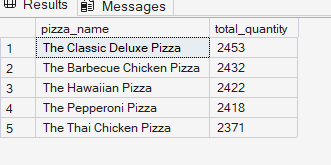 Results Messages
pizza_name total_quantity
1 The Classic Deluxe Pizza 2453
2 The Barbecue Chicken Pizza 2432
3 The Hawaiian Pizza 2422
4 The Pepperoni Pizza 2418
5 The Thai Chicken Pizza 2371